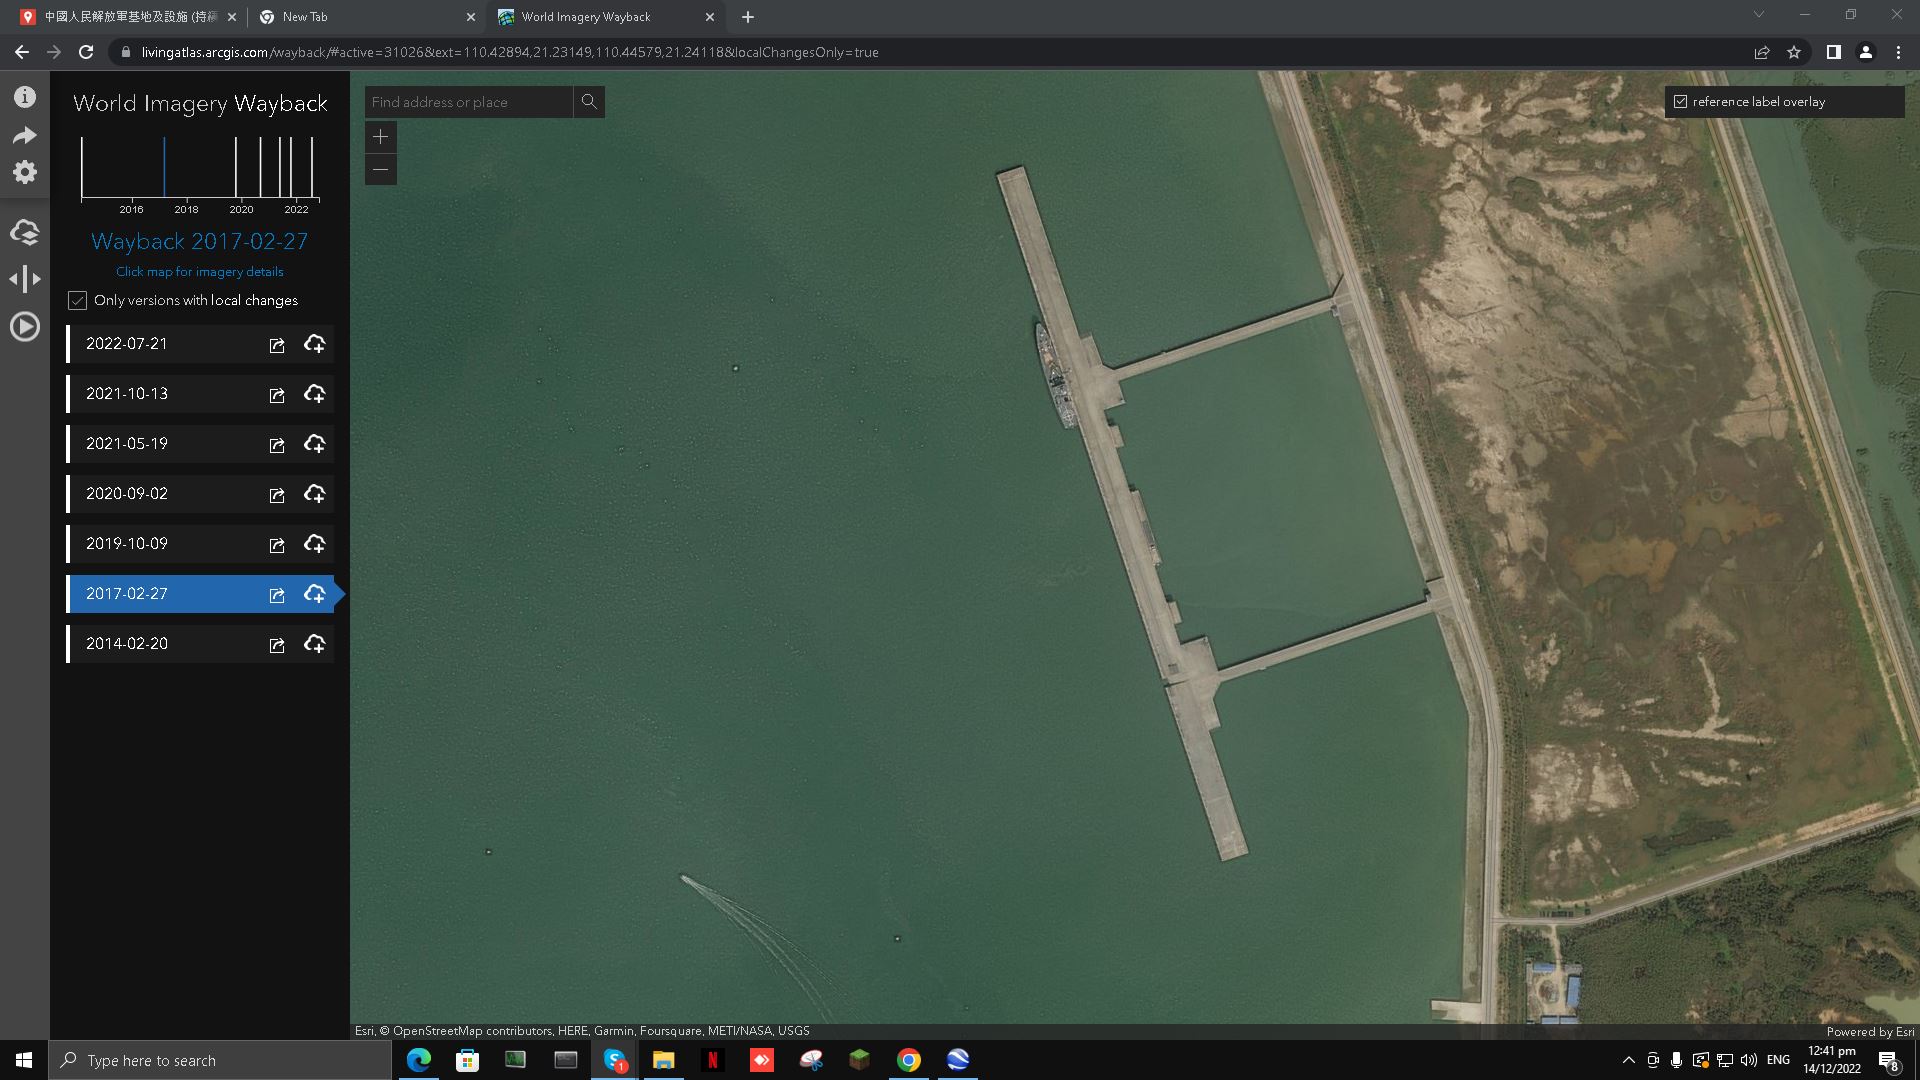 中國人民解放軍基地及設施 (持
New Tab
World Imagery Wayback
livingatlas.arcgis.com/wayback/#active=31026&ext=110.42894,21.23149,110.44579,21.24118&localChangesOnly=true
World Imagery Wayback
2016 2018 2020 2022
Wayback 2017-02-27
Click map for imagery details
Only versions with local changes
2022-07-21
2021-10-13
2021-05-19
2020-09-02
2019-10-09
2017-02-27
2014-02-20
Find address or place
reference label overlay
Esri, © OpenStreetMap contributors, HERE, Garmin, Foursquare, METI/NASA, USGS
Powered by Esri
Type here to search
S 1
N
ENG
12:41 pm
14/12/2022
8